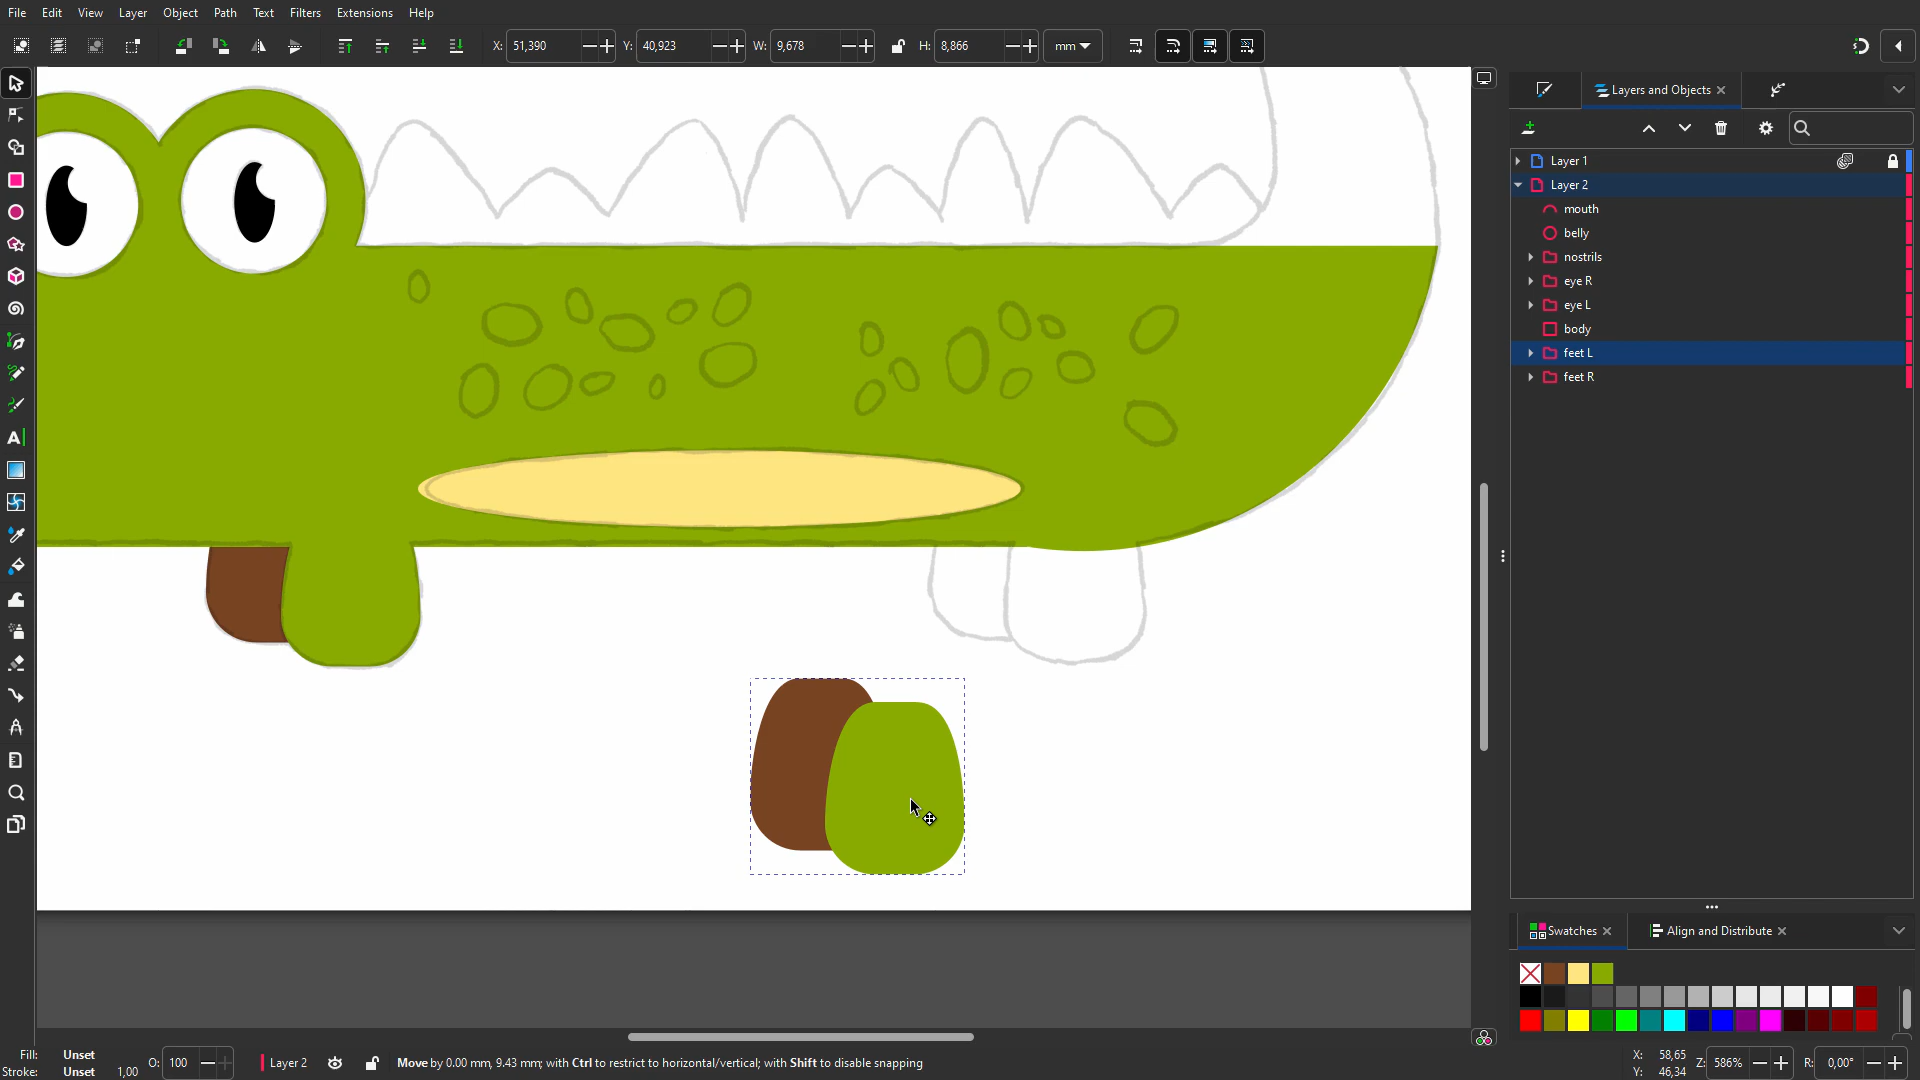 File Edit View Layer Object Path Text Filters Extensions Help
X: 51,390 Y: 40,923 W: 9,678 H: 8,866 mm
Layers and Objects
Layer 1
Layer 2
mouth
belly
nostrils
eye R
eye L
body
feet L
feet R
Swatches Align and Distribute
Fill: Unset
Stroke: Unset 1,00
O: 100
Layer 2
Move by 0.00 mm, 9.43 mm; with Ctrl to restrict to horizontal/vertical; with Shift to disable snapping
X: 58,65
Y: 46,34
Z: 586%
R: 0,00°